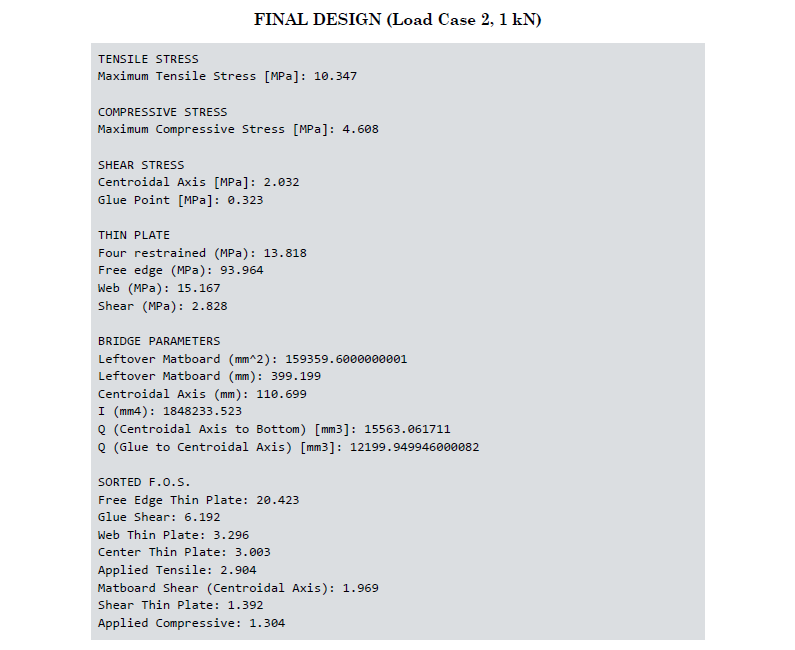 FINAL DESIGN (Load Case 2, 1 kN)
TENSILE STRESS
Maximum Tensile Stress [MPa]: 10.347
COMPRESSIVE STRESS
Maximum Compressive Stress [MPa]: 4.608
SHEAR STRESS
Centroidal Axis [MPa]: 2.032
Glue Point [MPa]: 0.323
THIN PLATE
Four restrained (MPa): 13.818
Free edge (MPa): 93.964
Web (MPa): 15.167
Shear (MPa): 2.828
BRIDGE PARAMETERS
Leftover Matboard (mm^2): 159359.6000000001
Leftover Matboard (mm): 399.199
Centroidal Axis (mm): 110.699
I (mm4): 1848233.523
Q (Centroidal Axis to Bottom) [mm3]: 15563.061711
Q (Glue to Centroidal Axis) [mm3]: 12199.949946000082
SORTED F.O.S.
Free Edge Thin Plate: 20.423
Glue Shear: 6.192
Web Thin Plate: 3.296
Center Thin Plate: 3.003
Applied Tensile: 2.904
Matboard Shear (Centroidal Axis): 1.969
Shear Thin Plate: 1.392
Applied Compressive: 1.304